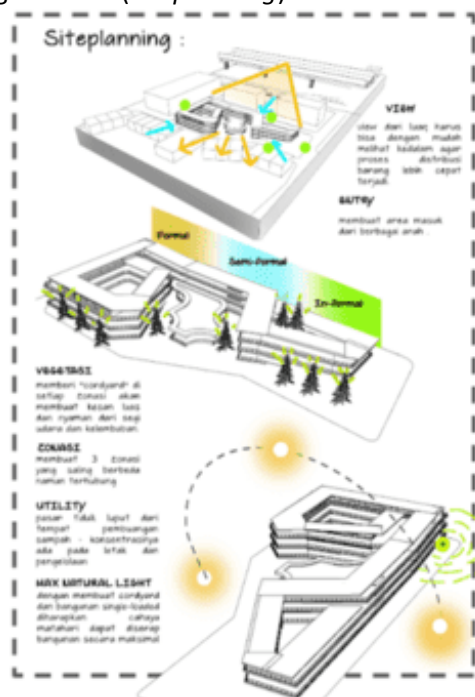 Siteplanning :
VIEW
view dari luar harus
bisa dengan mudah
melihat kedalam agar
proses distribusi
barang lebih cepat
terjadi.
ENTRY
membuat area masuk
dari berbagai arah .
Formal
Semi-formal
In-formal
VEGETASI
memberi "cordyard" di
setiap zonasi akan
membuat kesan luas
dan nyaman dari segi
udara dan kelembaban
ZONASI
membuat 3 zonasi
yang saling berbeda
namun terhubung
UTILITY
pasar tidak luput dari
tempat pembuangan
sampah - konsentrasinya
ada pada letak dan
pengelolaan
MAX NATURAL LIGHT
dengan membuat cordyard
dan bangunan single-loaded
diharapkan cahaya
matahari dapat diserap
bangunan secara maksimal